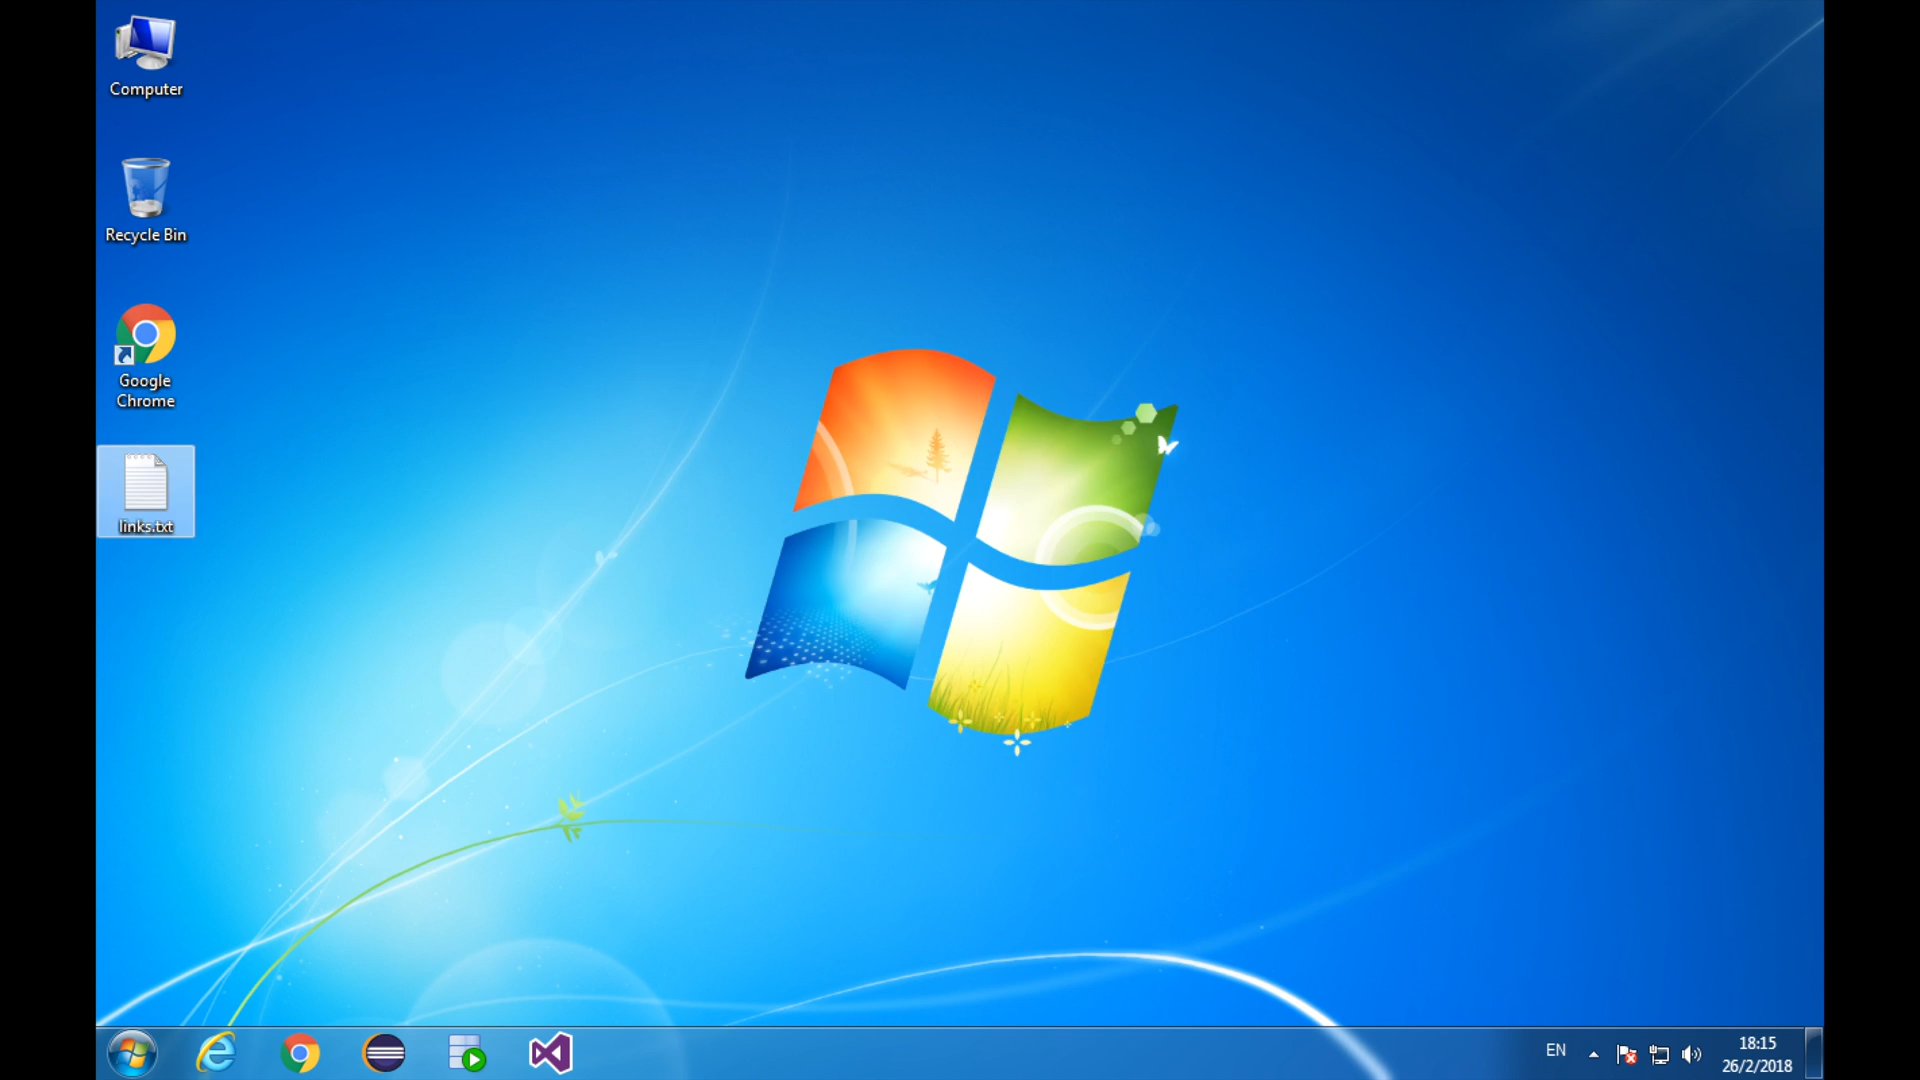 Computer
Recycle Bin
Google
Chrome
links.txt
EN
18:15
26/2/2018